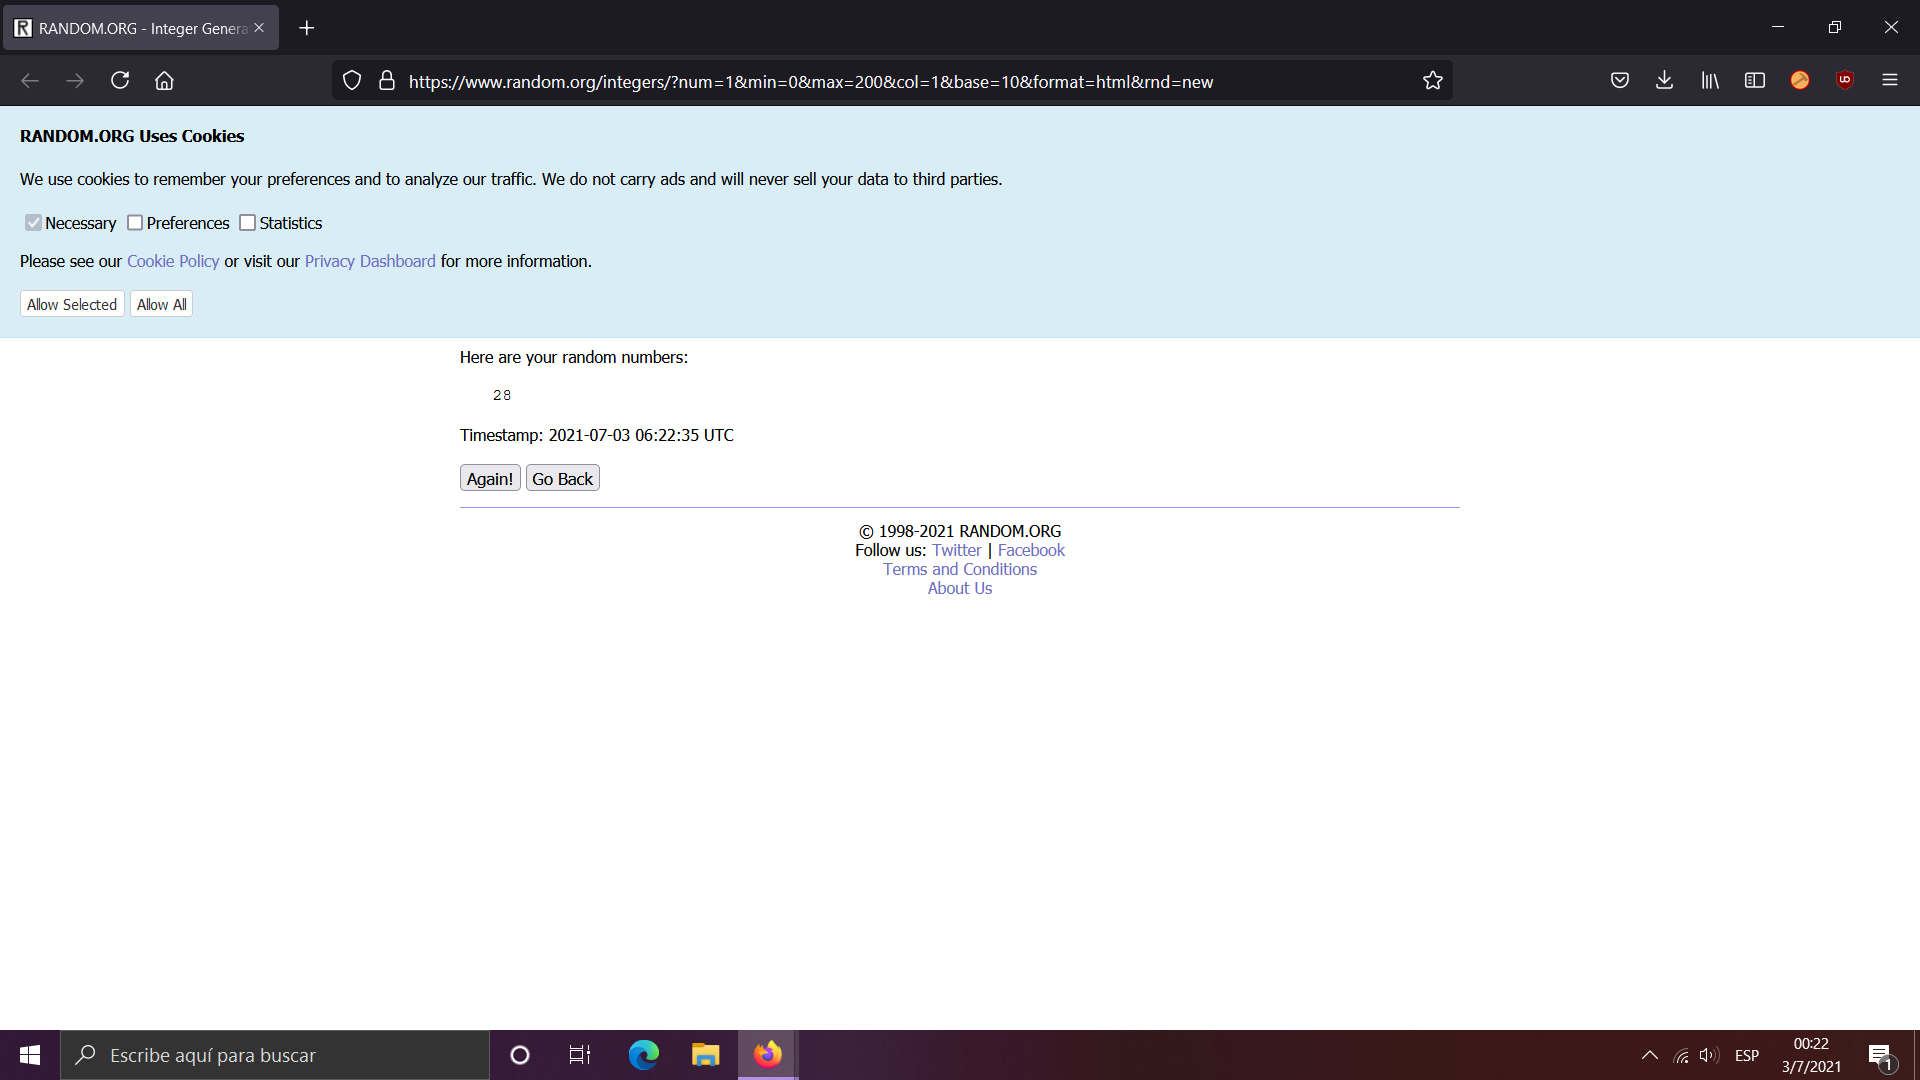 RANDOM.ORG - Integer Genera
https://www.random.org/integers/?num=1&min=0&max=200&col=1&base=10&format=html&rnd=new
RANDOM.ORG Uses Cookies
We use cookies to remember your preferences and to analyze our traffic. We do not carry ads and will never sell your data to third parties.
Necessary Preferences Statistics
Please see our Cookie Policy or visit our Privacy Dashboard for more information.
Allow Selected Allow All
Here are your random numbers:
28
Timestamp: 2021-07-03 06:22:35 UTC
Again! Go Back
© 1998-2021 RANDOM.ORG
Follow us: Twitter | Facebook
Terms and Conditions
About Us
Escribe aquí para buscar
ESP
00:22
3/7/2021
1